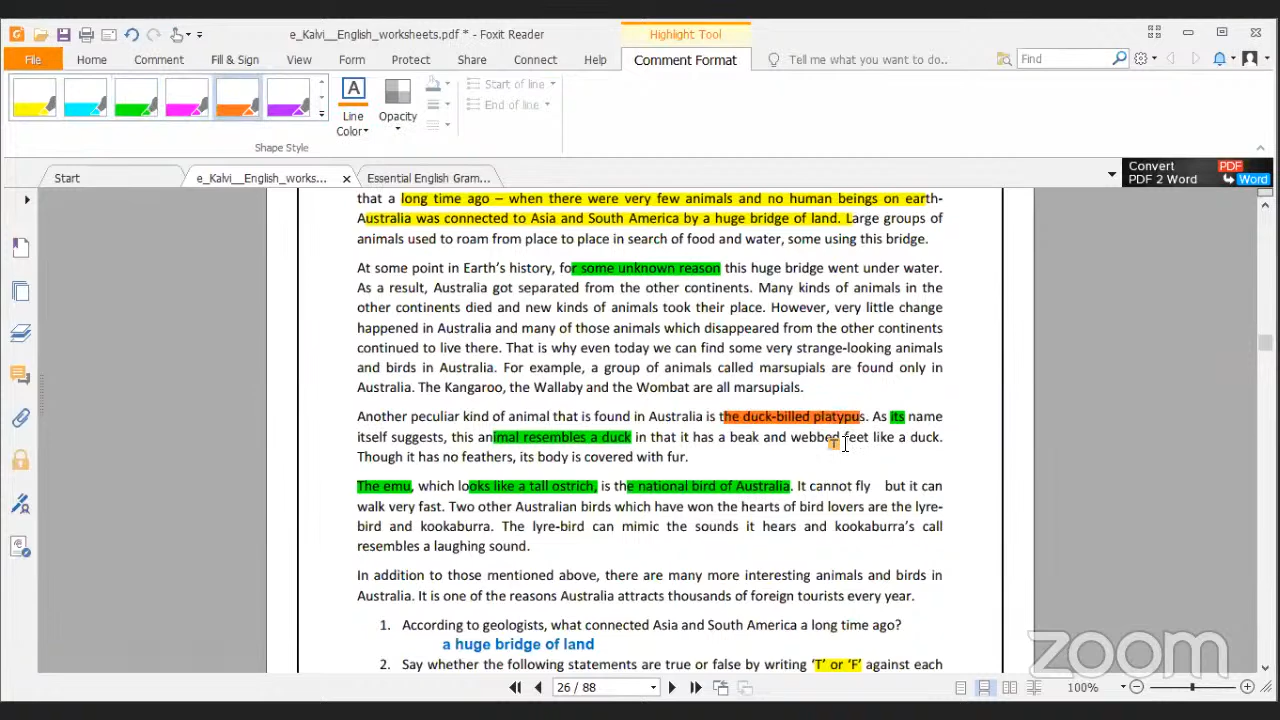 e_Kalvi__English_worksheets.pdf * - Foxit Reader
Highlight Tool
File
Home
Comment
Fill & Sign
View
Form
Protect
Share
Connect
Help
Comment Format
Tell me what you want to do..
Find
Line
Color
Opacity
Start of line
End of line
Shape Style
Start
e_Kalvi__English_works...
Essential English Gram...
Convert PDF
PDF 2 Word Word
that a long time ago – when there were very few animals and no human beings on earth-
Australia was connected to Asia and South America by a huge bridge of land. Large groups of
animals used to roam from place to place in search of food and water, some using this bridge.
At some point in Earth's history, for some unknown reason this huge bridge went under water.
As a result, Australia got separated from the other continents. Many kinds of animals in the
other continents died and new kinds of animals took their place. However, very little change
happened in Australia and many of those animals which disappeared from the other continents
continued to live there. That is why even today we can find some very strange-looking animals
and birds in Australia. For example, a group of animals called marsupials are found only in
Australia. The Kangaroo, the Wallaby and the Wombat are all marsupials.
Another peculiar kind of animal that is found in Australia is the duck-billed platypus. As its name
itself suggests, this animal resembles a duck in that it has a beak and webbed feet like a duck.
Though it has no feathers, its body is covered with fur.
The emu, which looks like a tall ostrich, is the national bird of Australia. It cannot fly but it can
walk very fast. Two other Australian birds which have won the hearts of bird lovers are the lyre-
bird and kookaburra. The lyre-bird can mimic the sounds it hears and kookaburra's call
resembles a laughing sound.
In addition to those mentioned above, there are many more interesting animals and birds in
Australia. It is one of the reasons Australia attracts thousands of foreign tourists every year.
1. According to geologists, what connected Asia and South America a long time ago?
a huge bridge of land
2. Say whether the following statements are true or false by writing 'T' or 'F' against each
zoom
26 / 88
100%